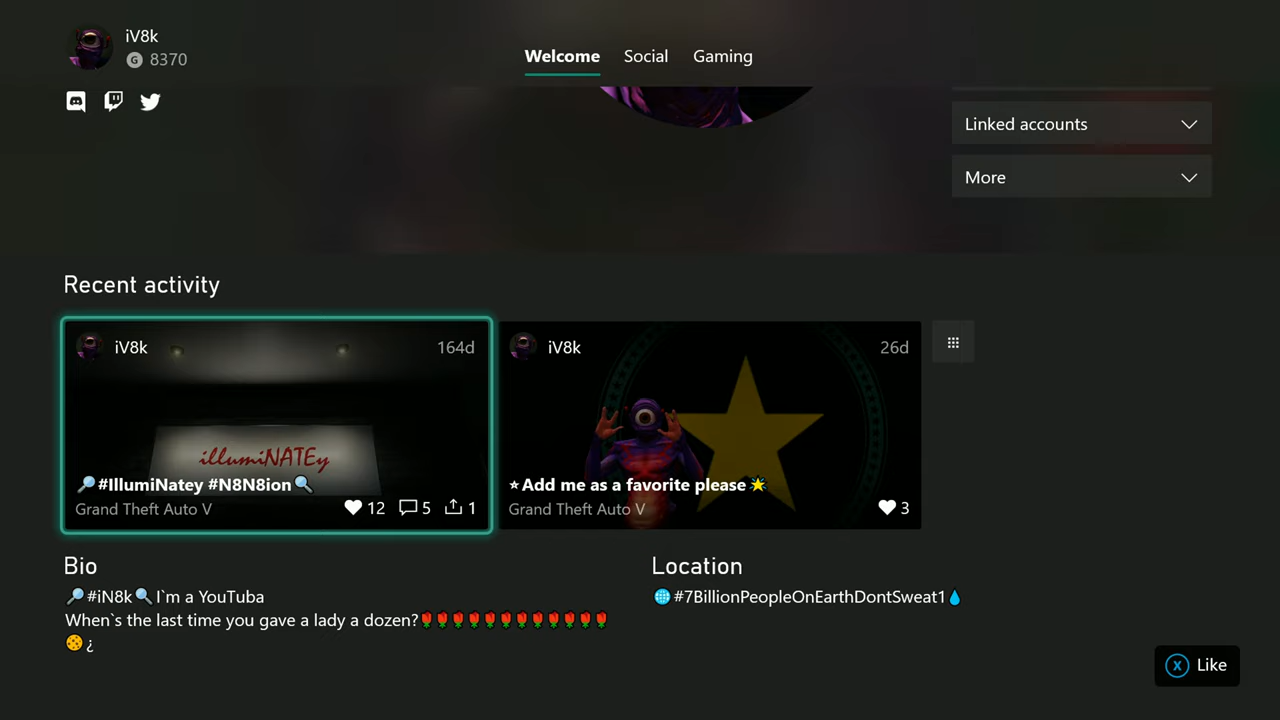 iV8k
G 8370
Welcome Social Gaming
Linked accounts
More
Recent activity
iV8k 164d
illumiNATEy
🔎#IllumiNatey #N8N8ion🔍
Grand Theft Auto V 12 5 1
iV8k 26d
⭐Add me as a favorite please🌟
Grand Theft Auto V 3
Bio
🔎#iN8k🔍I`m a YouTuba
When`s the last time you gave a lady a dozen?🌹🌹🌹🌹🌹🌹🌹🌹🌹🌹🌹🌹
🍪¿
Location
🌐#7BillionPeopleOnEarthDontSweat1💧
X Like